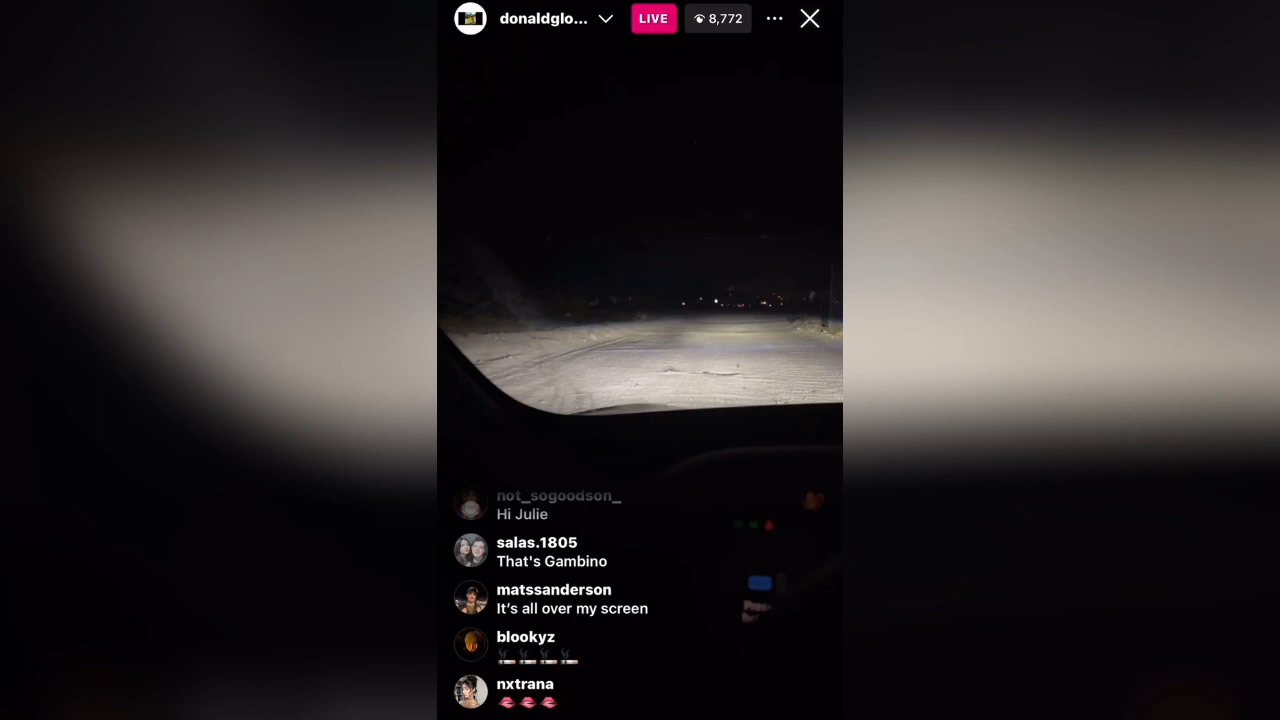 donaldglo...
LIVE
8,772
not_sogoodson_
Hi Julie
salas.1805
That's Gambino
matssanderson
It's all over my screen
blookyz
nxtrana